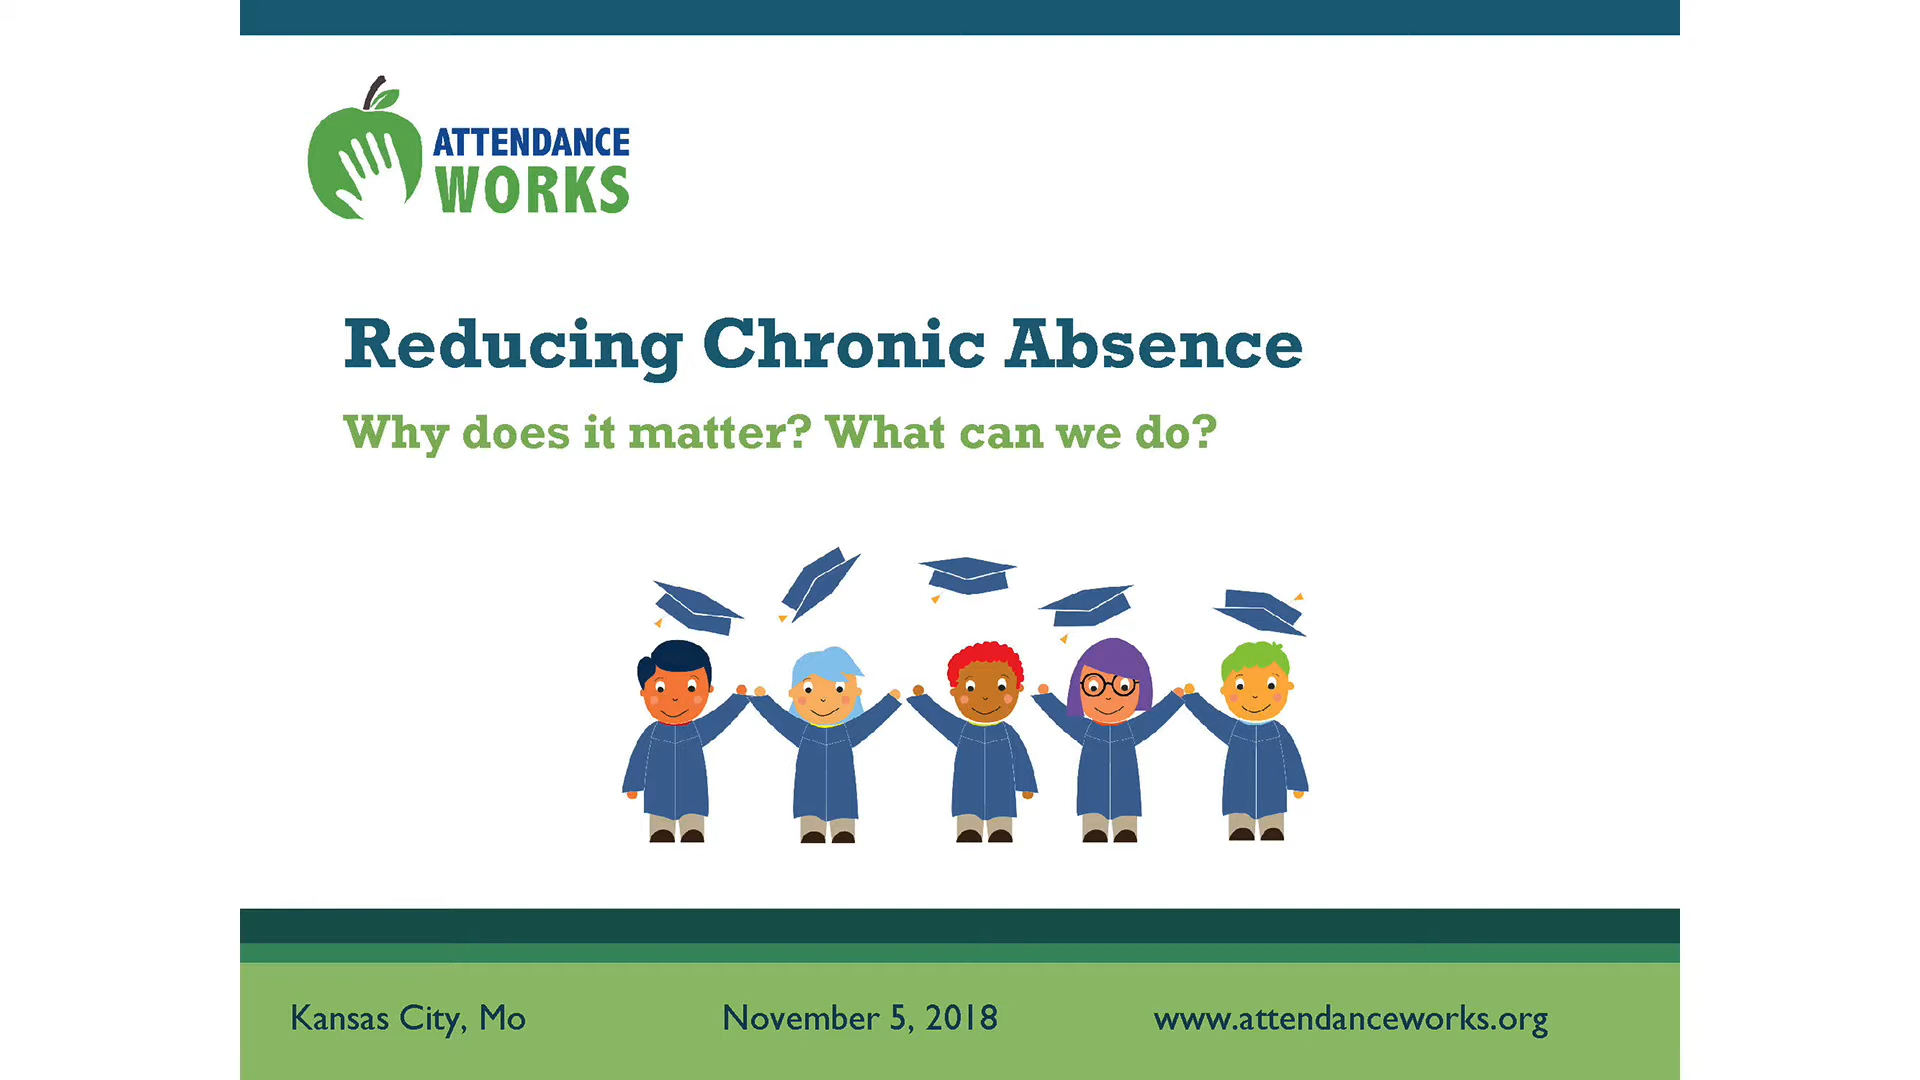 ATTENDANCE
WORKS
Reducing Chronic Absence
Why does it matter? What can we do?
Kansas City, Mo
November 5, 2018
www.attendanceworks.org